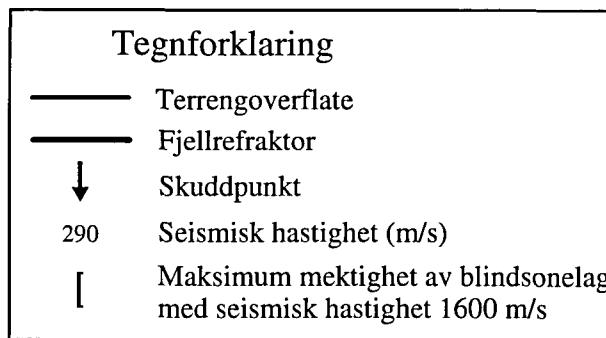 Tegnforklaring
Terrengoverflate
Fjellrefraktor
Skuddpunkt
290 Seismisk hastighet (m/s)
[ Maksimum mektighet av blindsonelag
med seismisk hastighet 1600 m/s